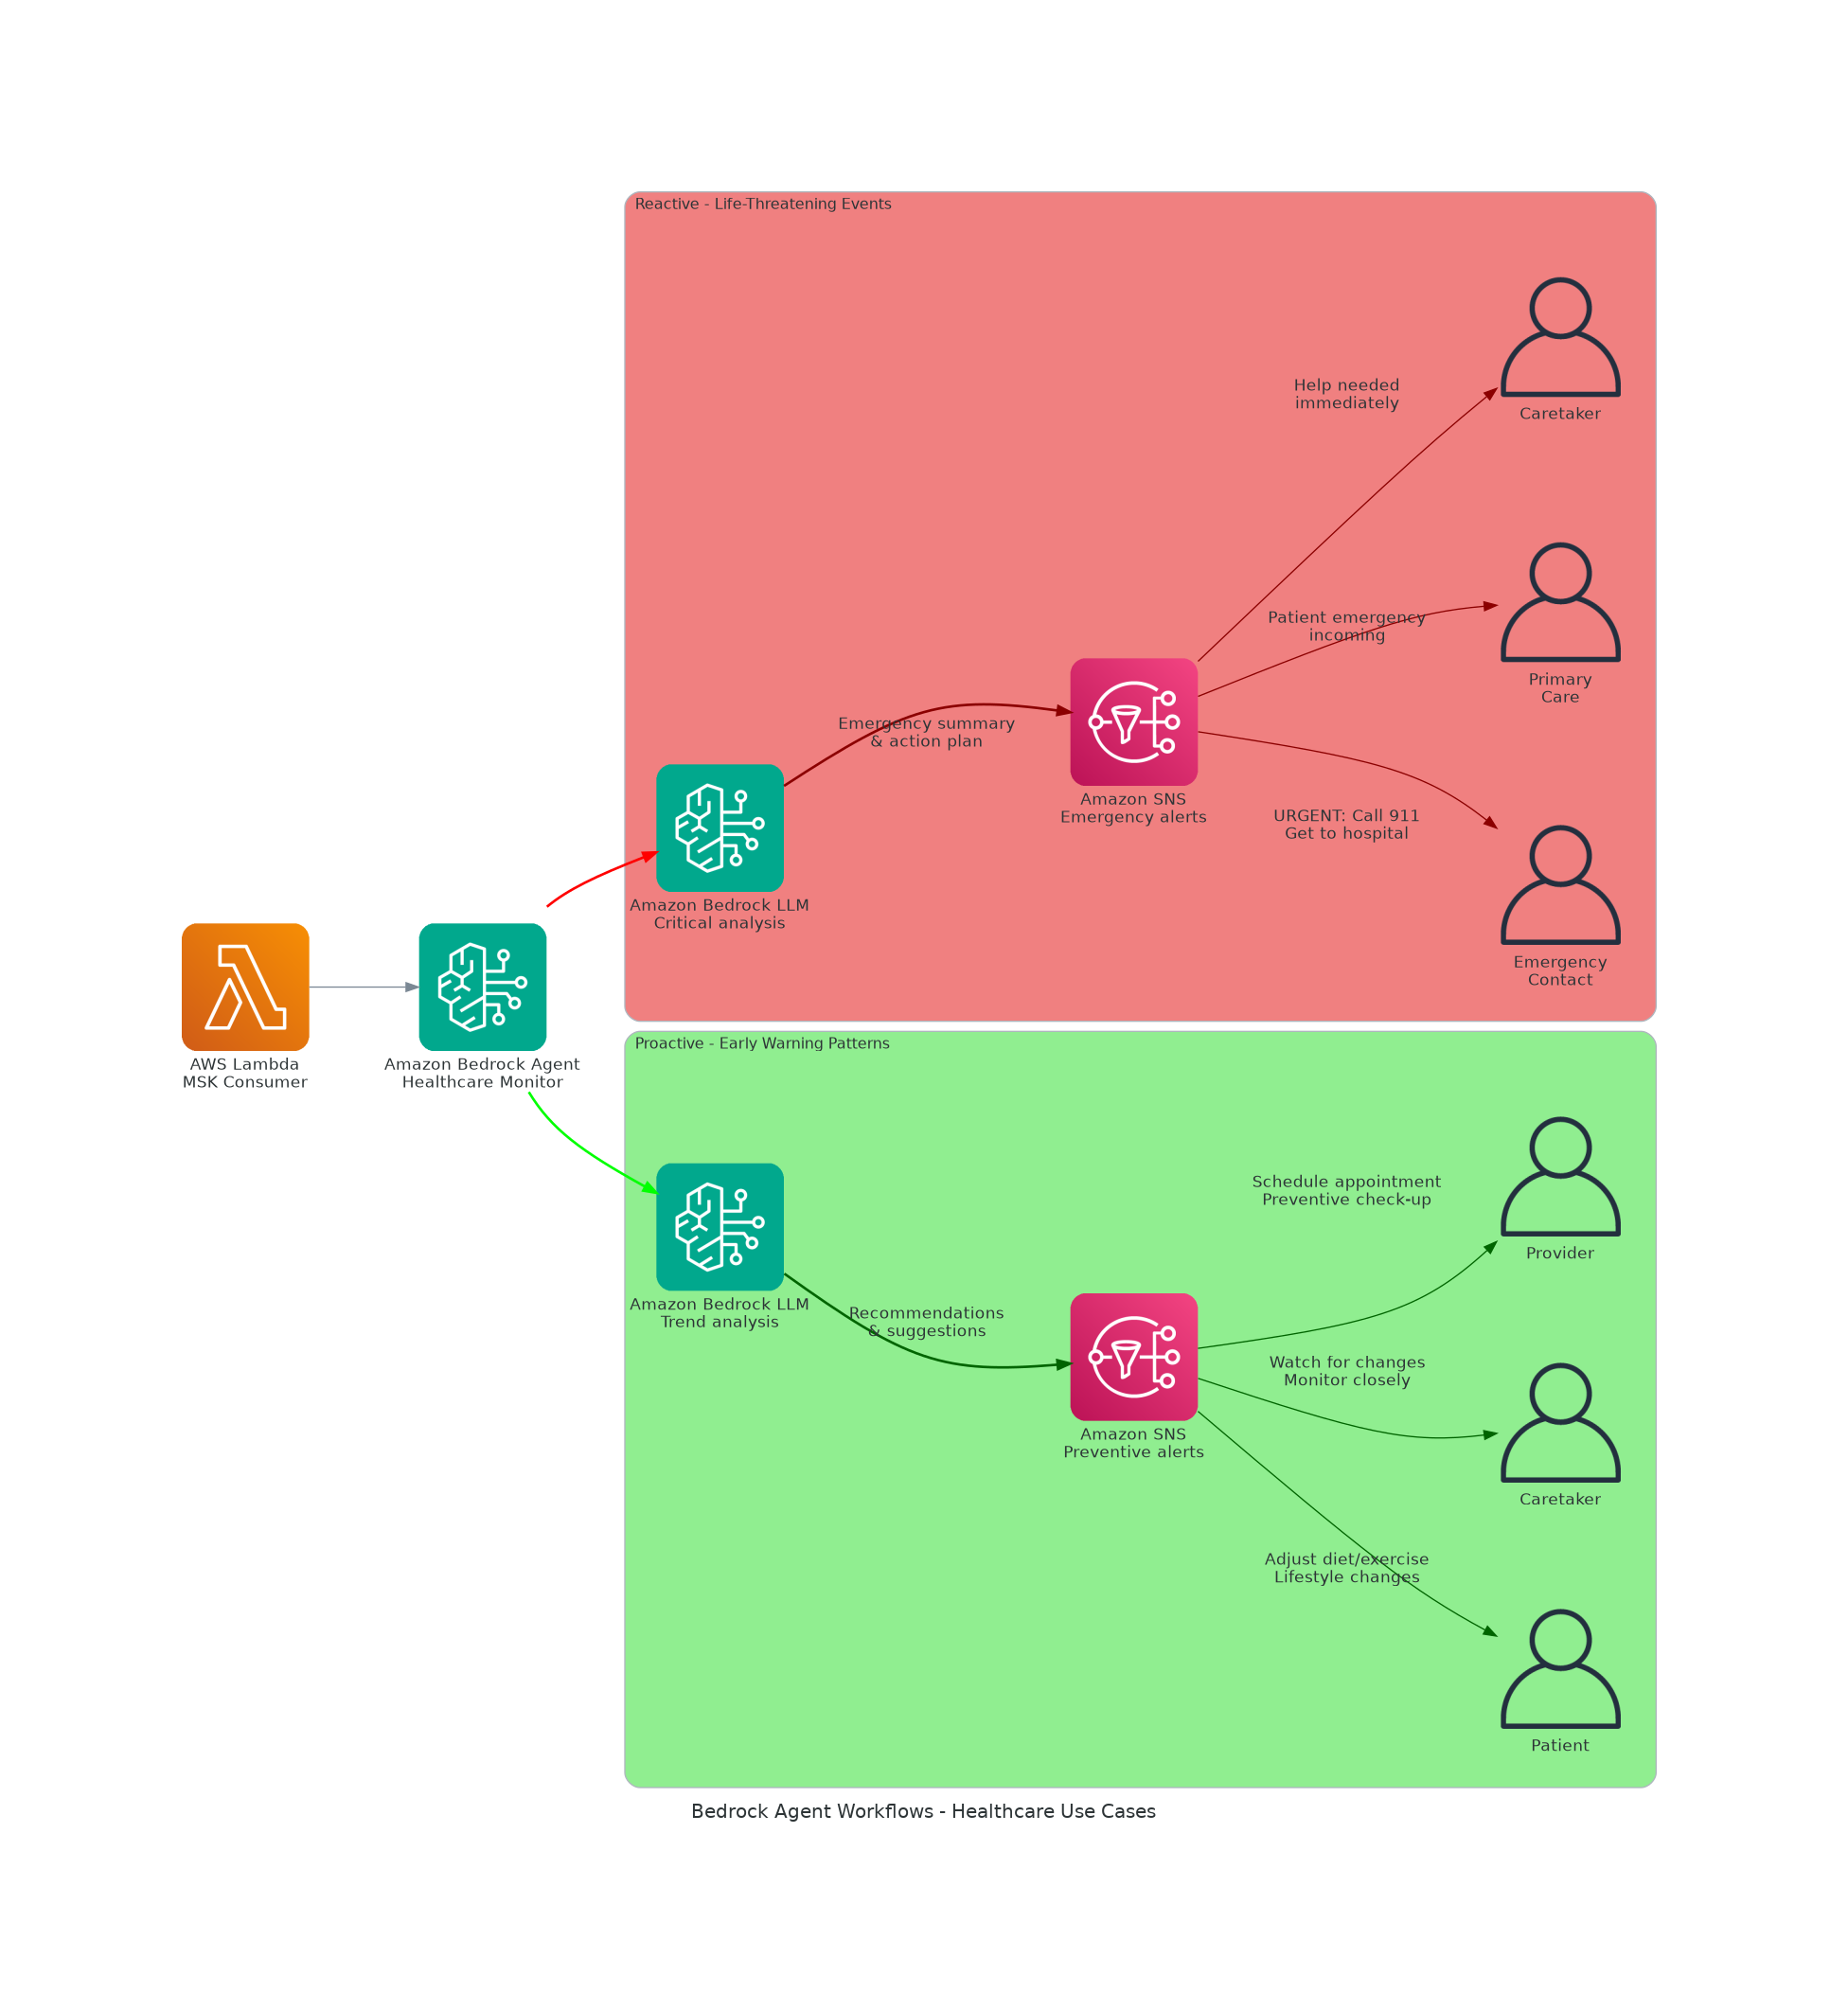 Reactive - Life-Threatening Events
Help needed
immediately
Caretaker
Patient emergency
incoming
Primary
Care
Emergency summary
& action plan
Amazon SNS
Emergency alerts
URGENT: Call 911
Get to hospital
Amazon Bedrock LLM
Critical analysis
Emergency
Contact
AWS Lambda
MSK Consumer
Amazon Bedrock Agent
Healthcare Monitor
Proactive - Early Warning Patterns
Schedule appointment
Preventive check-up
Provider
Amazon Bedrock LLM
Trend analysis
Recommendations
& suggestions
Watch for changes
Monitor closely
Amazon SNS
Preventive alerts
Caretaker
Adjust diet/exercise
Lifestyle changes
Patient
Bedrock Agent Workflows - Healthcare Use Cases